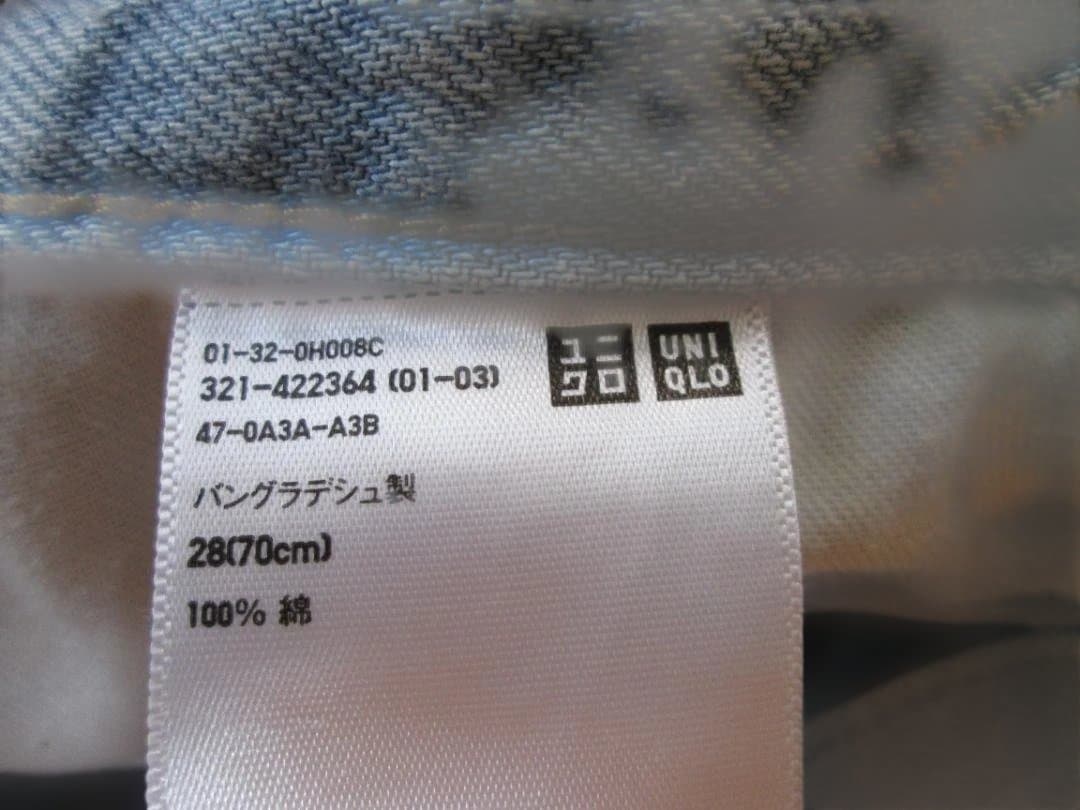 01-32-0H008C
321-422364 (01-03)
47-0A3A-A3B
バングラデシュ製
28(70cm)
100% 綿
ユニ
クロ
UNI
QLO